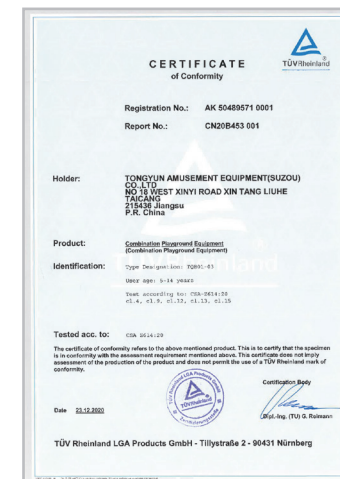 TÜVRheinland®
CERTIFICATE
of Conformity
Registration No.: AK 50489571 0001
Report No.: CN20B453 001
Holder: TONGYUN AMUSEMENT EQUIPMENT(SUZOU)
CO.,LTD
NO 18 WEST XINYI ROAD XIN TANG LIUHE
TAICANG
215436 Jiangsu
P.R. China
Product: Combination Playground Equipment
(Combination Playground Equipment)
Identification: Type Designation: TQB01-03
User age: 5-14 years
Test according to: CSA-Z614:20
cl.4, cl.9, cl.12, cl.13, cl.15
Tested acc. to: CSA Z614:20
The certificate of conformity refers to the above mentioned product. This is to certify that the specimen
is in conformity with the assessment requirement mentioned above. This certificate does not imply
assessment of the production of the product and does not permit the use of a TÜV Rheinland mark of
conformity.
Certification Body
Date 23.12.2020
Dipl.-Ing. (TU) G. Reimann
TÜV Rheinland LGA Products GmbH - Tillystraße 2 - 90431 Nürnberg